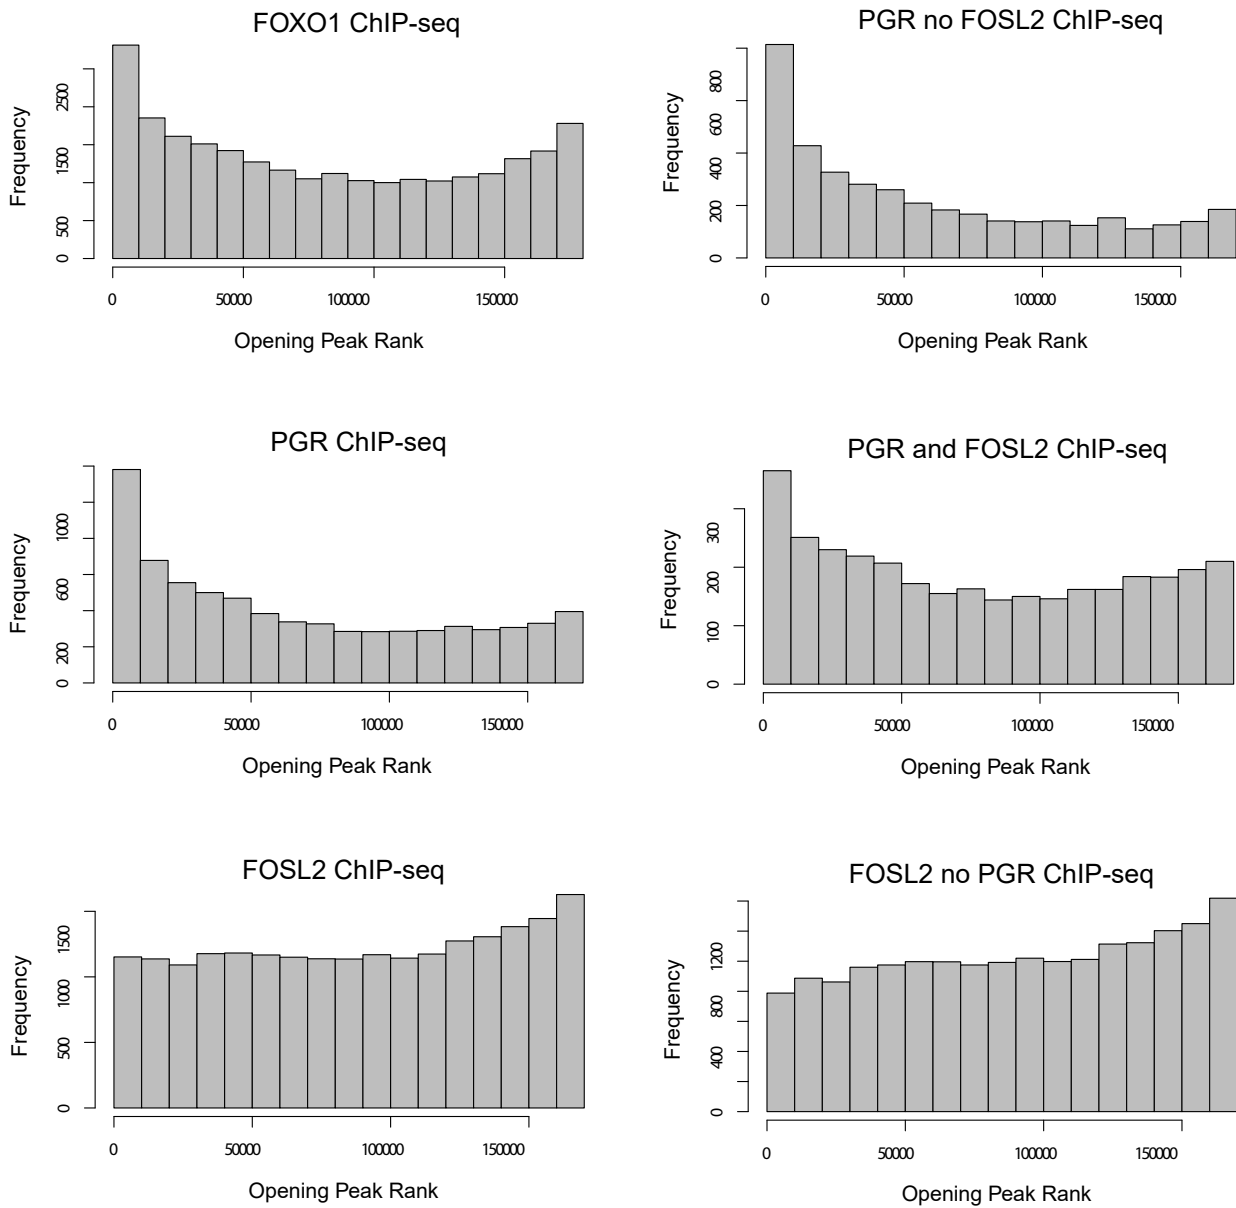 FOXO1 ChIP-seq
Frequency
0
500
1500
2500
0
50000
100000
150000
Opening Peak Rank
PGR no FOSL2 ChIP-seq
Frequency
0
200
400
600
800
0
50000
100000
150000
Opening Peak Rank
PGR ChIP-seq
Frequency
0
200
600
1000
0
50000
100000
150000
Opening Peak Rank
PGR and FOSL2 ChIP-seq
Frequency
0
100
200
300
0
50000
100000
150000
Opening Peak Rank
FOSL2 ChIP-seq
Frequency
0
500
1000
1500
0
50000
100000
150000
Opening Peak Rank
FOSL2 no PGR ChIP-seq
Frequency
0
400
800
1200
0
50000
100000
150000
Opening Peak Rank